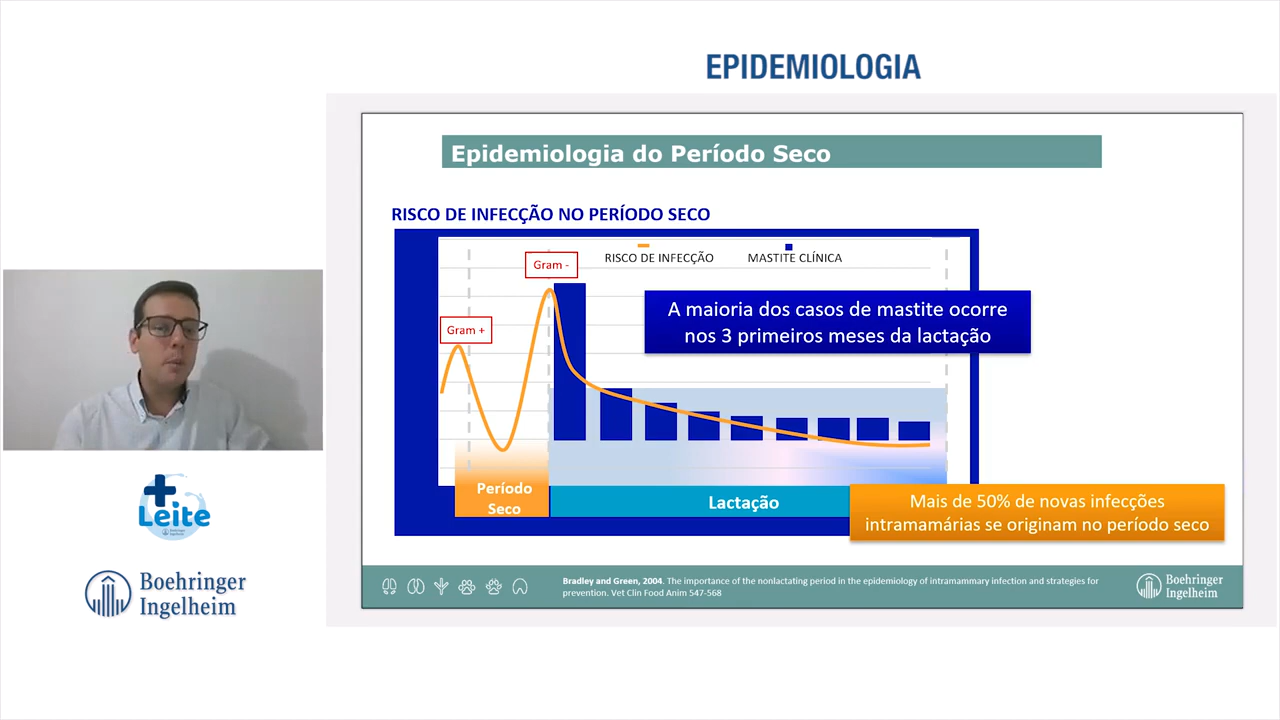 EPIDEMIOLOGIA
Epidemiologia do Período Seco
RISCO DE INFECÇÃO NO PERÍODO SECO
Gram -
RISCO DE INFECÇÃO
MASTITE CLÍNICA
Gram +
A maioria dos casos de mastite ocorre
nos 3 primeiros meses da lactação
Período
Seco
Lactação
Mais de 50% de novas infecções
intramamárias se originam no período seco
Bradley and Green, 2004. The importance of the nonlactating period in the epidemiology of intramammary infection and strategies for
prevention. Vet Clin Food Anim 547-568
Boehringer
Ingelheim
+
Leite
Boehringer
Ingelheim